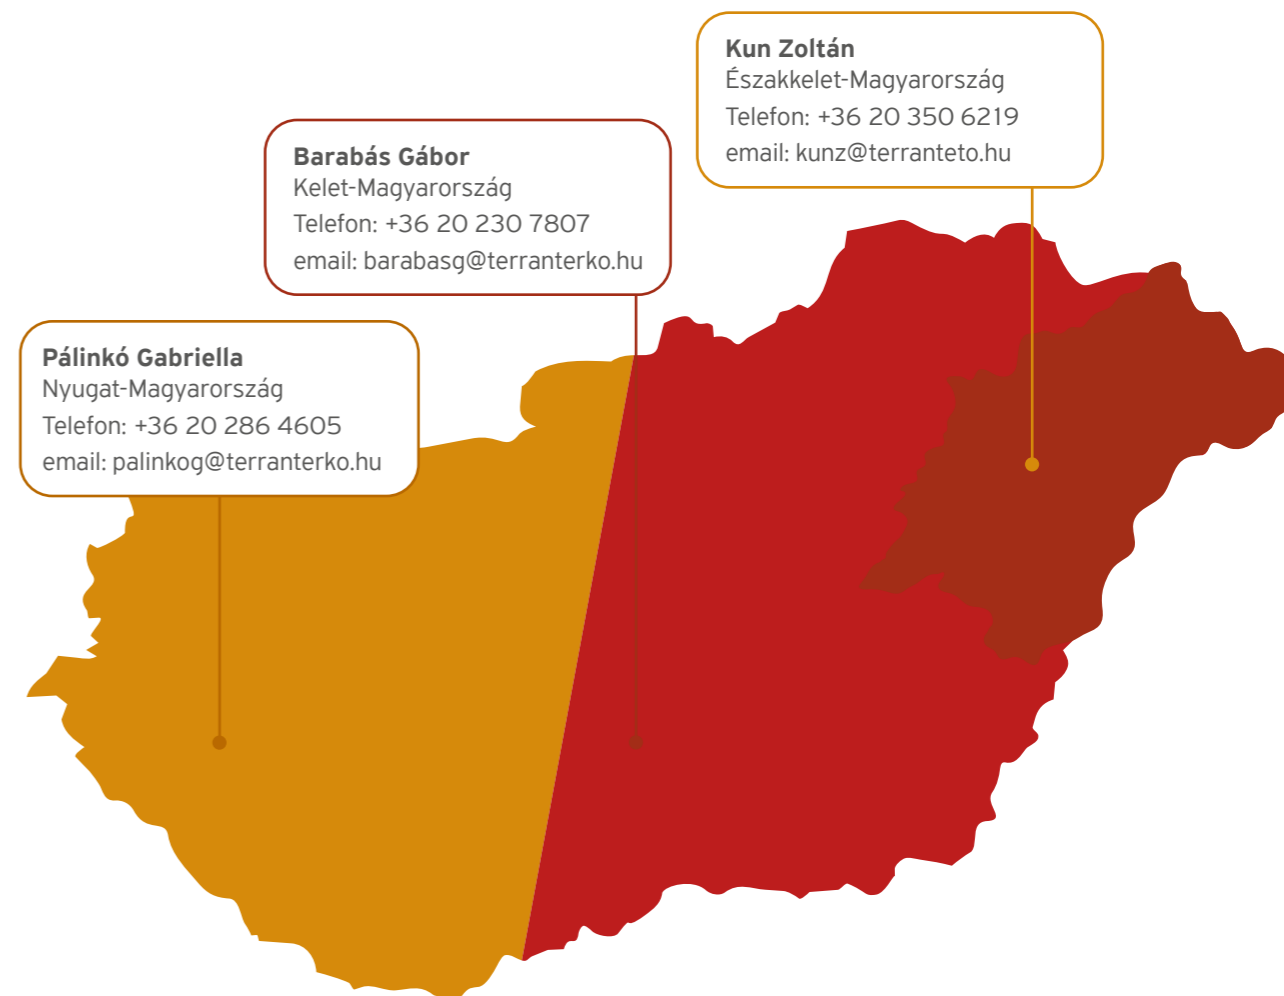 Kun Zoltán
Északkelet-Magyarország
Telefon: +36 20 350 6219
email: kunz@terranteto.hu
Barabás Gábor
Kelet-Magyarország
Telefon: +36 20 230 7807
email: barabasg@terranterko.hu
Pálinkó Gabriella
Nyugat-Magyarország
Telefon: +36 20 286 4605
email: palinkog@terranterko.hu